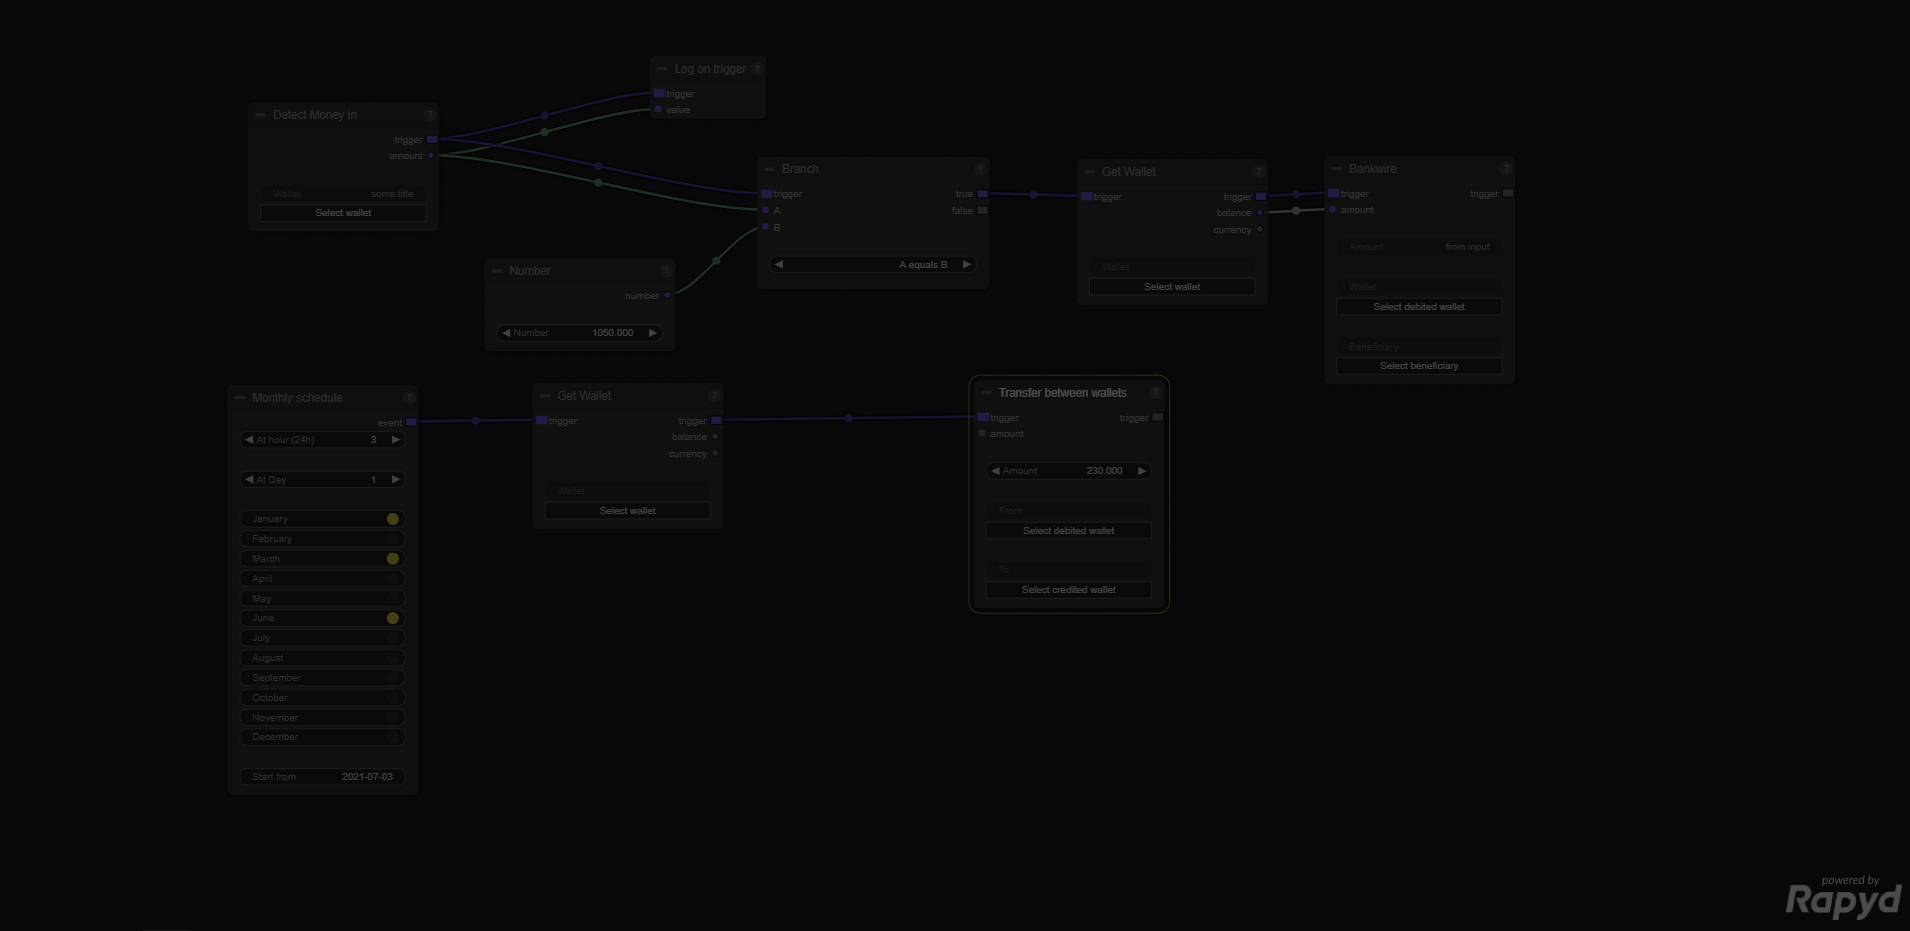 Log on trigger ?
trigger
value
Detect Money in ?
trigger
amount
Wallet some title
Select wallet
Branch ?
trigger true
A false
B
A equals B
Get Wallet ?
trigger trigger
balance
currency
Wallet
Select wallet
Bankwire ?
trigger trigger
amount
Amount from input
Wallet
Select debited wallet
Beneficiary
Select beneficiary
Number ?
number
Number 1050.000
Monthly schedule ?
event
At hour (24h) 3
At Day 1
January
February
March
April
May
June
July
August
September
October
November
December
Start from 2021-07-03
Get Wallet ?
trigger trigger
balance
currency
Wallet
Select wallet
Transfer between wallets ?
trigger trigger
amount
Amount 230.000
From
Select debited wallet
To
Select credited wallet
powered by
Rapyd